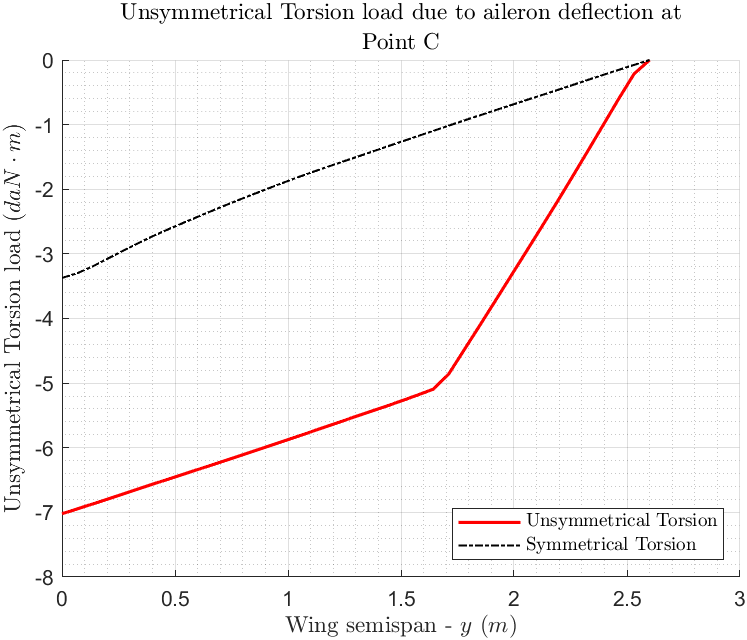 Unsymmetrical Torsion load due to aileron deflection at
Point C
Unsymmetrical Torsion load (daN · m)
0
-1
-2
-3
-4
-5
-6
-7
-8
0 0.5 1 1.5 2 2.5 3
Wing semispan - y (m)
Unsymmetrical Torsion
Symmetrical Torsion